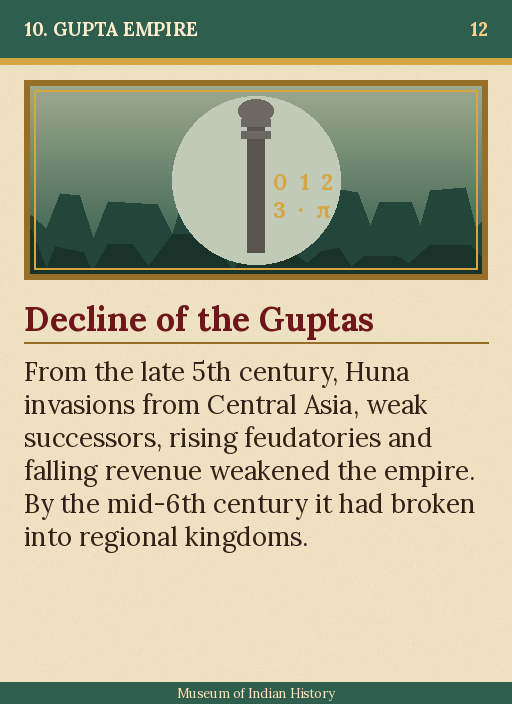 10. GUPTA EMPIRE 12
0 1 2
3 · π
Decline of the Guptas
From the late 5th century, Huna
invasions from Central Asia, weak
successors, rising feudatories and
falling revenue weakened the empire.
By the mid-6th century it had broken
into regional kingdoms.
Museum of Indian History